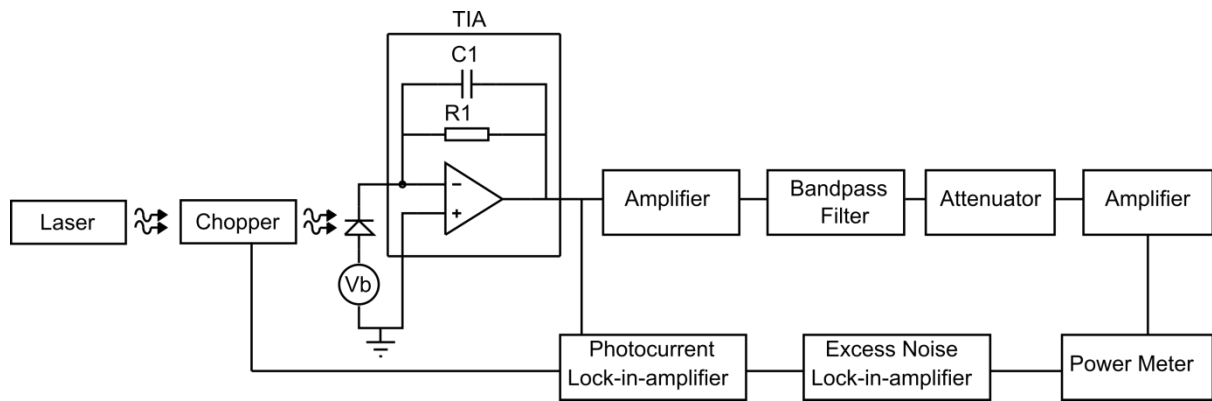 TIA
C1
R1
−
+
Laser
Chopper
Vb
Amplifier
Bandpass
Filter
Attenuator
Amplifier
Photocurrent
Lock-in-amplifier
Excess Noise
Lock-in-amplifier
Power Meter